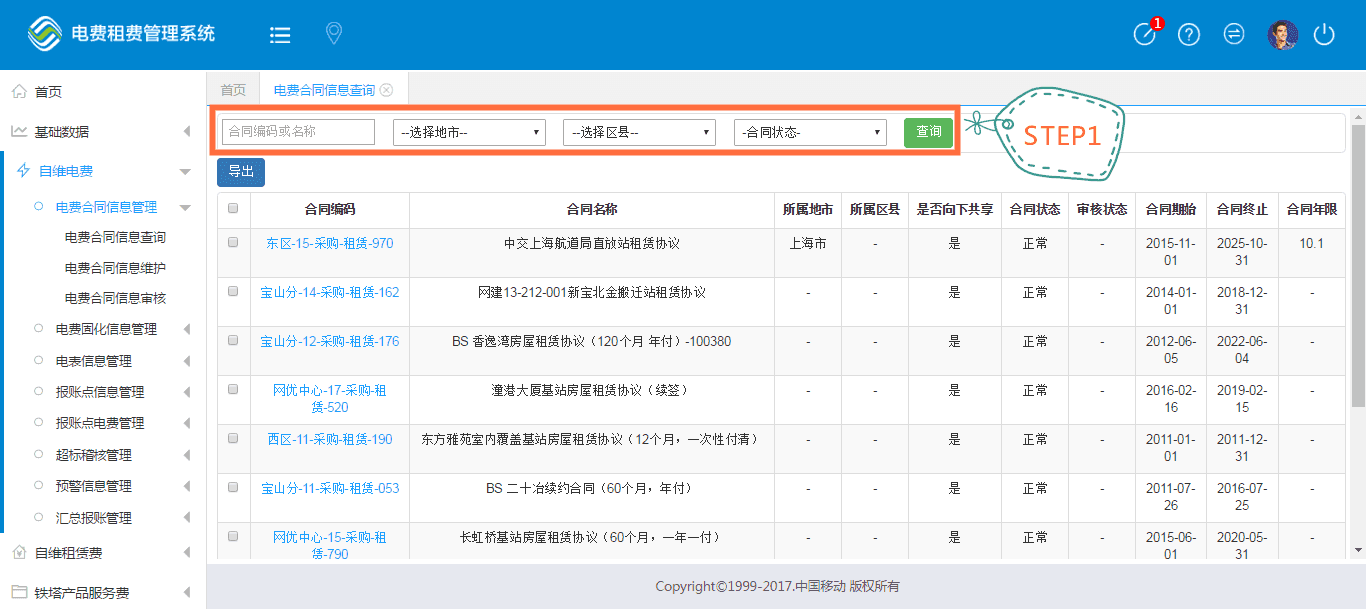 电费租费管理系统
1
首页
基础数据
自维电费
电费合同信息管理
电费合同信息查询
电费合同信息维护
电费合同信息审核
电费固化信息管理
电表信息管理
报账点信息管理
报账点电费管理
超标稽核管理
预警信息管理
汇总报账管理
自维租赁费
铁塔产品服务费
首页 电费合同信息查询
合同编码或名称 --选择地市-- --选择区县-- -合同状态- 查询
STEP1
导出
合同编码 合同名称 所属地市 所属区县 是否向下共享 合同状态 审核状态 合同期始 合同终止 合同年限
东区-15-采购-租赁-970 中交上海航道局直放站租赁协议 上海市 - 是 正常 - 2015-11- 2025-10- 10.1
01 31
宝山分-14-采购-租赁-162 网建13-212-001新宝北金搬迁站租赁协议 - - 是 正常 - 2014-01- 2018-12- -
01 31
宝山分-12-采购-租赁-176 BS 香逸湾房屋租赁协议（120个月 年付）-100380 - - 是 正常 - 2012-06- 2022-06- -
05 04
网优中心-17-采购-租 潼港大厦基站房屋租赁协议（续签） - - 是 正常 - 2016-02- 2019-02- -
赁-520 16 15
西区-11-采购-租赁-190 东方雅苑室内覆盖基站房屋租赁协议（12个月，一次性付清） - - 是 正常 - 2011-01- 2011-12- -
01 31
宝山分-11-采购-租赁-053 BS 二十冶续约合同（60个月，年付） - - 是 正常 - 2011-07- 2016-07- -
26 25
网优中心-15-采购-租 长虹桥基站房屋租赁协议（60个月，一年一付） - - 是 正常 - 2015-06- 2020-05- -
赁-790 01 31
Copyright©1999-2017.中国移动 版权所有